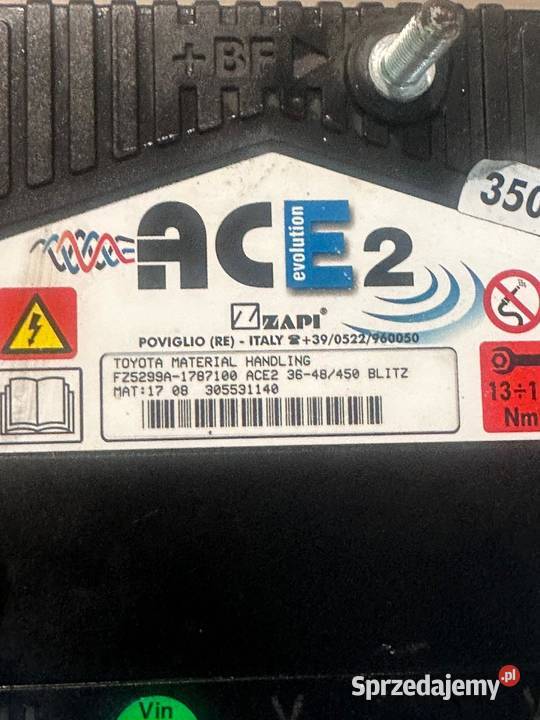 +BF
350
ACE2
evolution
ZAPI®
POVIGLIO (RE) - ITALY ☎+39/0522/960050
TOYOTA MATERIAL HANDLING
FZ5299A-1787100 ACE2 36-48/450 BLITZ
MAT:17 08 305531140
Nm
Vin
Sprzedajemy.pl